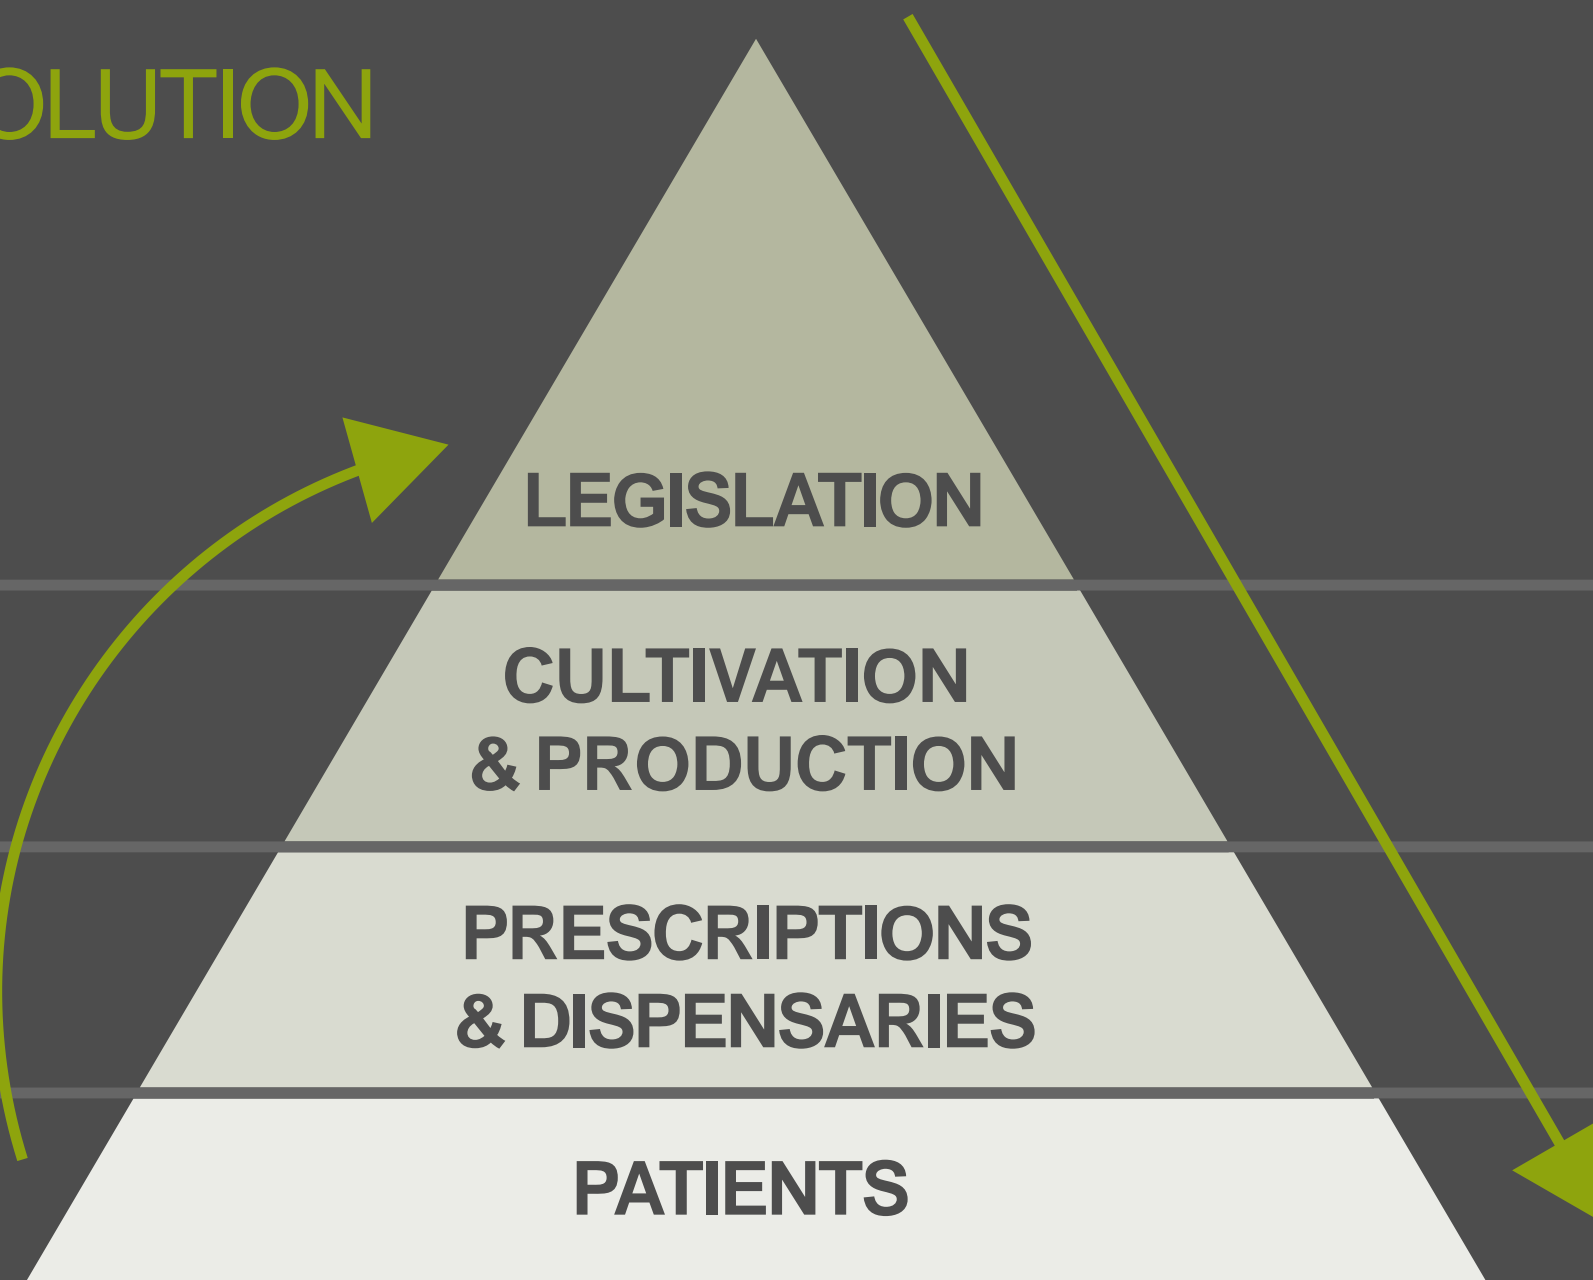 OLUTION
LEGISLATION
CULTIVATION
& PRODUCTION
PRESCRIPTIONS
& DISPENSARIES
PATIENTS